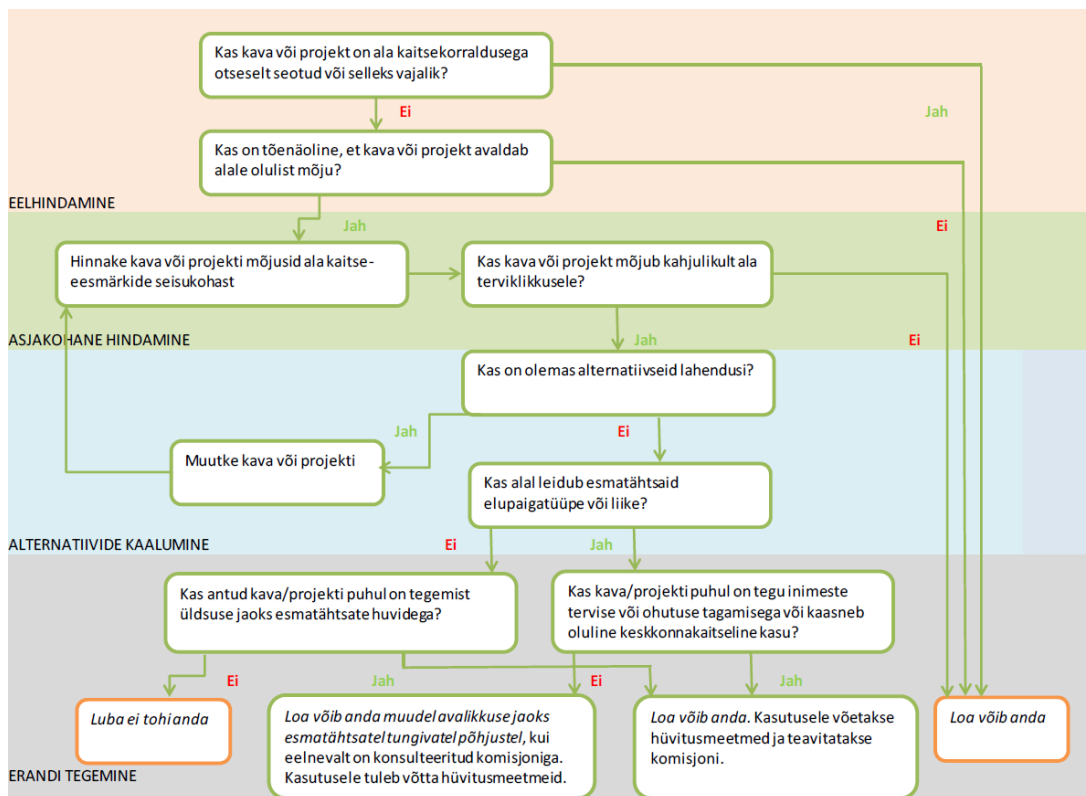 Kas kava või projekt on ala kaitsekorraldusega
otseselt seotud või selleks vajalik?
Ei
Jah
Kas on tõenäoline, et kava või projekt avaldab
alale olulist mõju?
EELHINDAMINE
Jah
Ei
Hinnake kava või projekti mõjusid ala kaitse-
eesmärkide seisukohast
Kas kava või projekt mõjub kahjulikult ala
terviklikkusele?
ASJAKOHANE HINDAMINE
Jah
Ei
Kas on olemas alternatiivseid lahendusi?
Jah
Ei
Muutke kava või projekti
Kas alal leidub esmatähtsaid
elupaigatüüpe või liike?
ALTERNATIIVIDE KAALUMINE
Ei
Jah
Kas antud kava/projekti puhul on tegemist
üldsuse jaoks esmatähtsate huvidega?
Kas kava/projekti puhul on tegu inimeste
tervise või ohutuse tagamisega või kaasneb
oluline keskkonnakaitseline kasu?
Ei
Jah
Ei
Jah
Luba ei tohi anda
Loa võib anda muudel avalikkuse jaoks
esmatähtsatel tungivatel põhjustel, kui
eelnevalt on konsulteeritud komisjoniga.
Kasutusele tuleb võtta hüvitusmeetmeid.
Loa võib anda. Kasutusele võetakse
hüvitusmeetmed ja teavitatakse
komisjoni.
Loa võib anda
ERANDI TEGEMINE